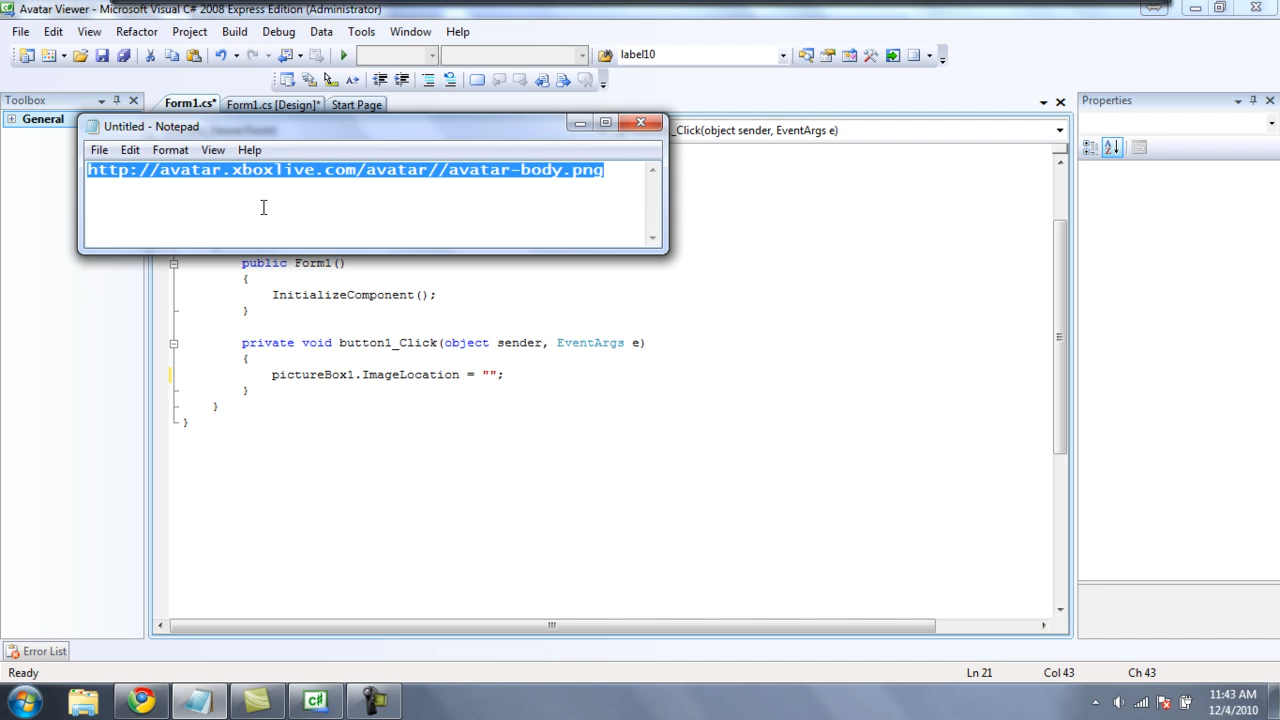 Avatar Viewer - Microsoft Visual C# 2008 Express Edition (Administrator)
File Edit View Refactor Project Build Debug Data Tools Window Help
label10
Toolbox
Form1.cs* Form1.cs [Design]* Start Page
Properties
General
Untitled - Notepad
_Click(object sender, EventArgs e)
File Edit Format View Help
http://avatar.xboxlive.com/avatar//avatar-body.png
public Form1()
{
InitializeComponent();
}
private void button1_Click(object sender, EventArgs e)
{
pictureBox1.ImageLocation = "";
}
}
}
Error List
Ready Ln 21 Col 43 Ch 43
11:43 AM
12/4/2010